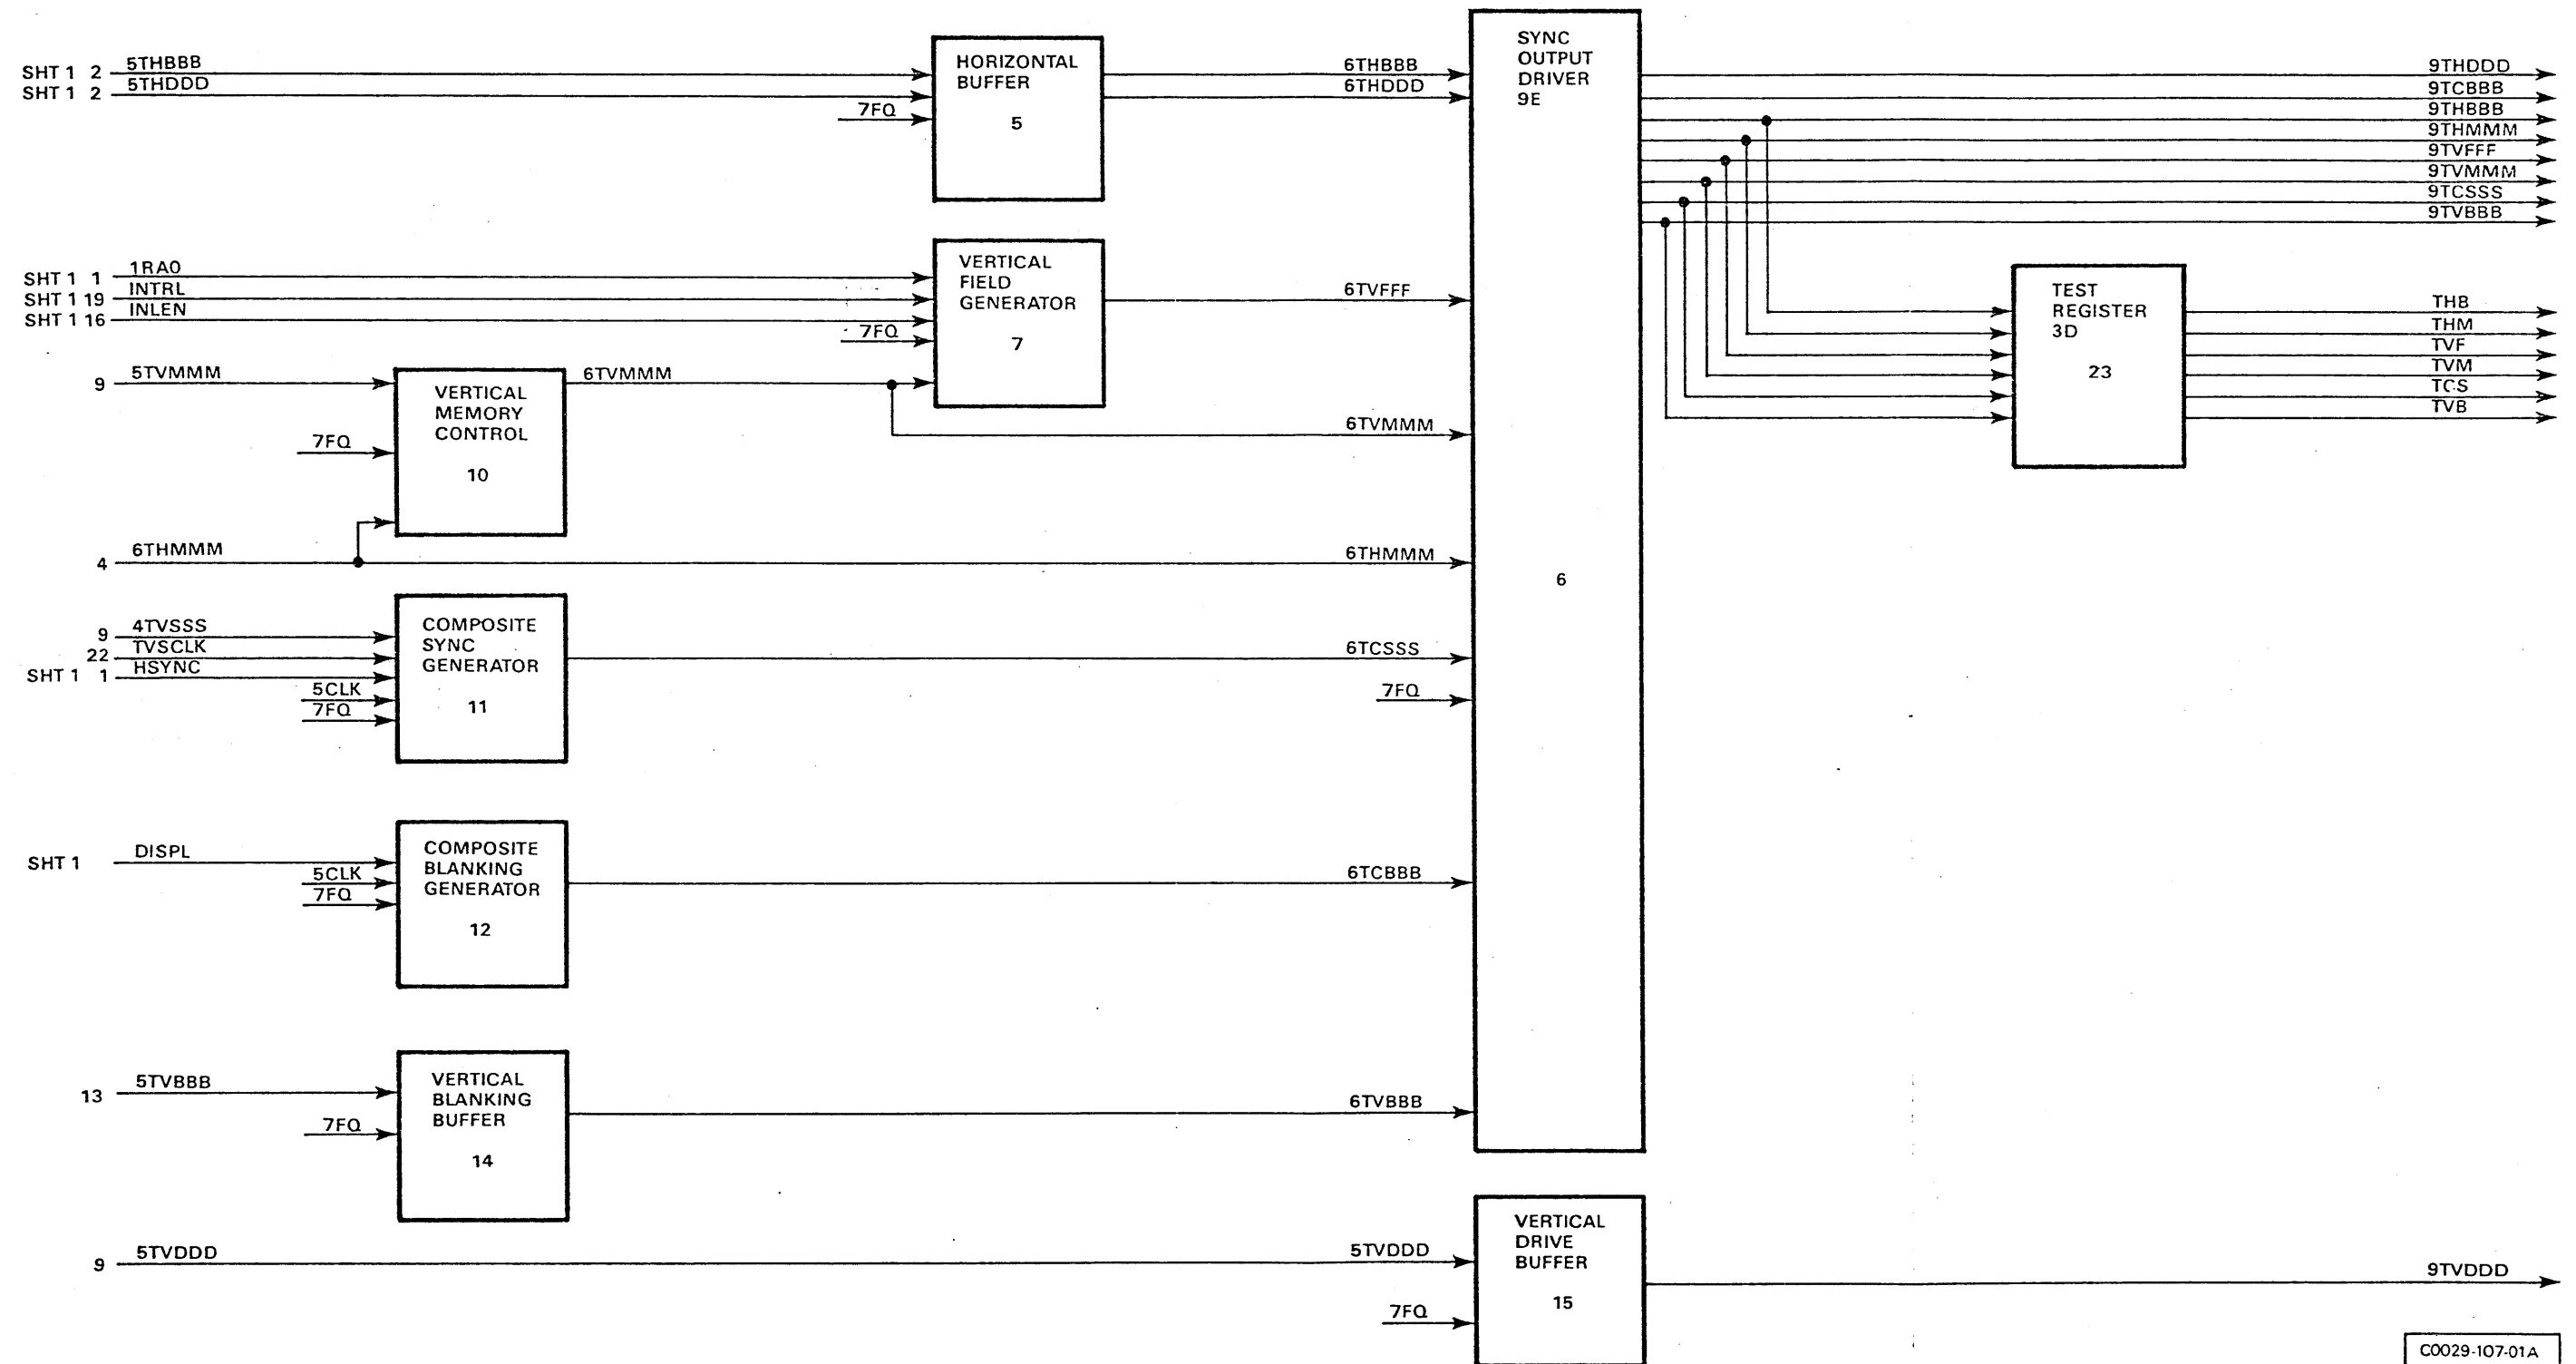 SHT 1 2 5THBBB
SHT 1 2 5THDDD
7FQ
HORIZONTAL
BUFFER
5
6THBBB
6THDDD
SYNC
OUTPUT
DRIVER
9E
6
9THDDD
9TCBBB
9THBBB
9THMMM
9TVFFF
9TVMMM
9TCSSS
9TVBBB
SHT 1 1 1RA0
SHT 1 19 INTRL
SHT 1 16 INLEN
7FQ
VERTICAL
FIELD
GENERATOR
7
6TVFFF
TEST
REGISTER
3D
23
THB
THM
TVF
TVM
TCS
TVB
9 5TVMMM
7FQ
VERTICAL
MEMORY
CONTROL
10
6TVMMM
6TVMMM
4 6THMMM
6THMMM
9 4TVSSS
22 TVSCLK
SHT 1 1 HSYNC
5CLK
7FQ
COMPOSITE
SYNC
GENERATOR
11
6TCSSS
7FQ
SHT 1 DISPL
5CLK
7FQ
COMPOSITE
BLANKING
GENERATOR
12
6TCBBB
13 5TVBBB
7FQ
VERTICAL
BLANKING
BUFFER
14
6TVBBB
9 5TVDDD
5TVDDD
7FQ
VERTICAL
DRIVE
BUFFER
15
9TVDDD
C0029-107-01A